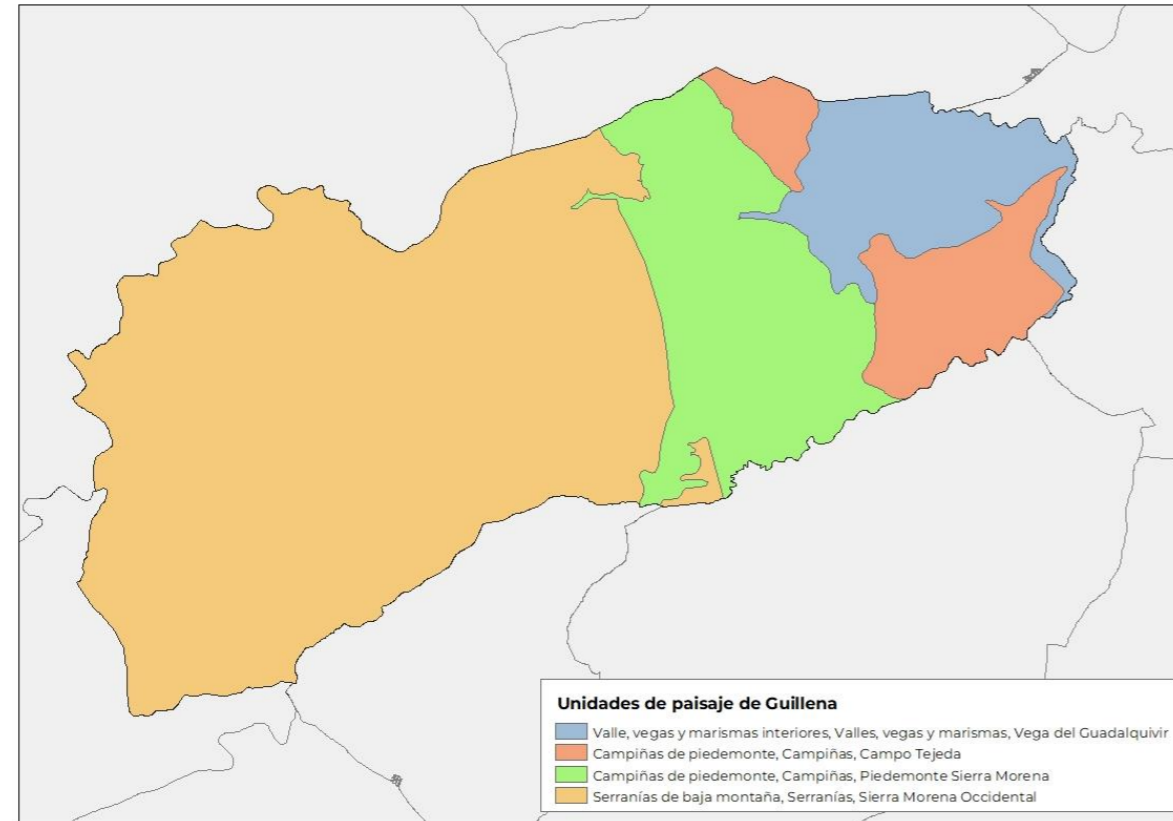 Unidades de paisaje de Guillena
Valle, vegas y marismas interiores, Valles, vegas y marismas, Vega del Guadalquivir
Campiñas de piedemonte, Campiñas, Campo Tejeda
Campiñas de piedemonte, Campiñas, Piedemonte Sierra Morena
Serranías de baja montaña, Serranías, Sierra Morena Occidental